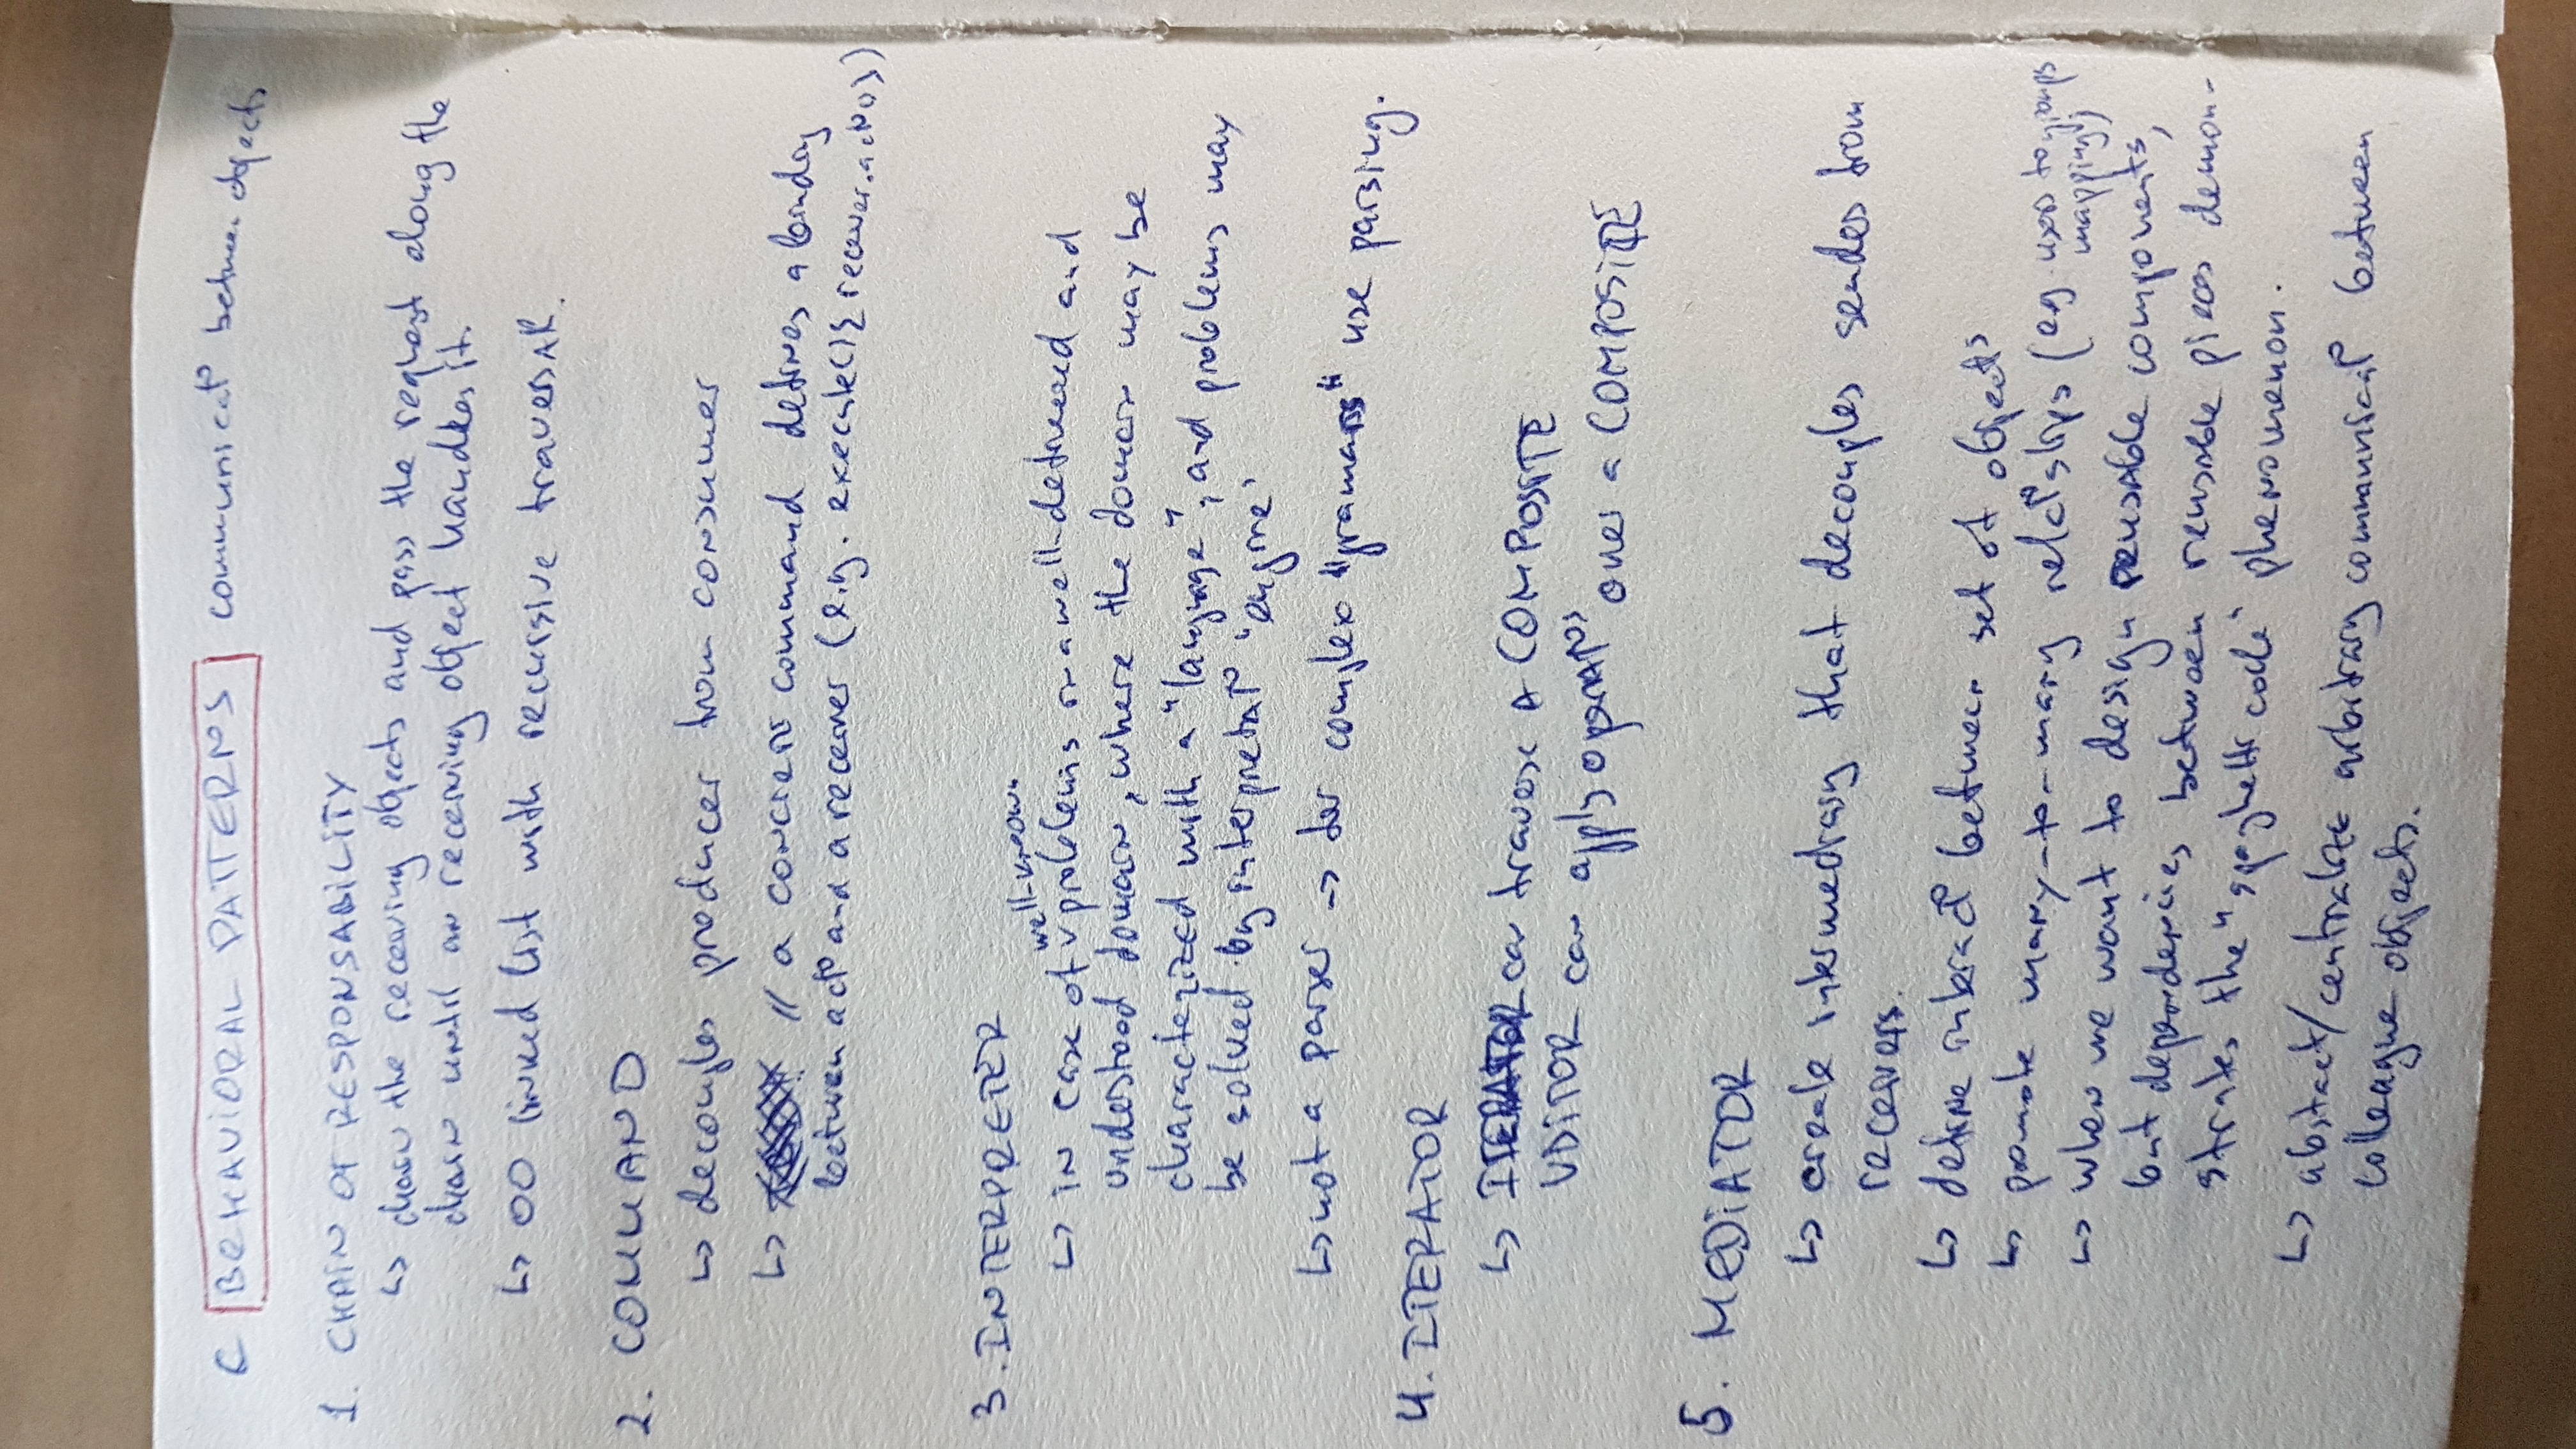 C BEHAVIORAL PATTERNS communicat° between objects
1. CHAIN OF RESPONSABILITY
↳ chain the receiving objects and pass the request along the
chain until an receiving object handles it.
↳ OO linked list with recursive traversal.
2. COMMAND
↳ decouples producer from consumer
↳ // a concrete command defines a binding
between act° and a receiver (e.g. execute(){ receiver.act°()})
3. INTERPRETER
well-known
↳ in case of ∨ problems in a well-defined and
understood domain, where the domain may be
characterized with a "language", and problems may
be solved by interpretat° "engine'
↳ not a parser -> for complex "gramars" use parsing.
4. ITERATOR
↳ ITERATOR can traverse A COMPOSITE
VISITOR can apply operat°s over a COMPOSITE
5. MEDIATOR
↳ create intermediary that decouples sendes from
receivers.
↳ define interact° between set of objects
↳ promote many-to-many relat°ships (eg users to groups
mapping)
↳ when we want to design reusable components,
but dependencies between reusable pieces demon-
strates the "spaghetti code" phenomenon.
↳ abstact/centralize arbitrary communicat° between
colleague objects.